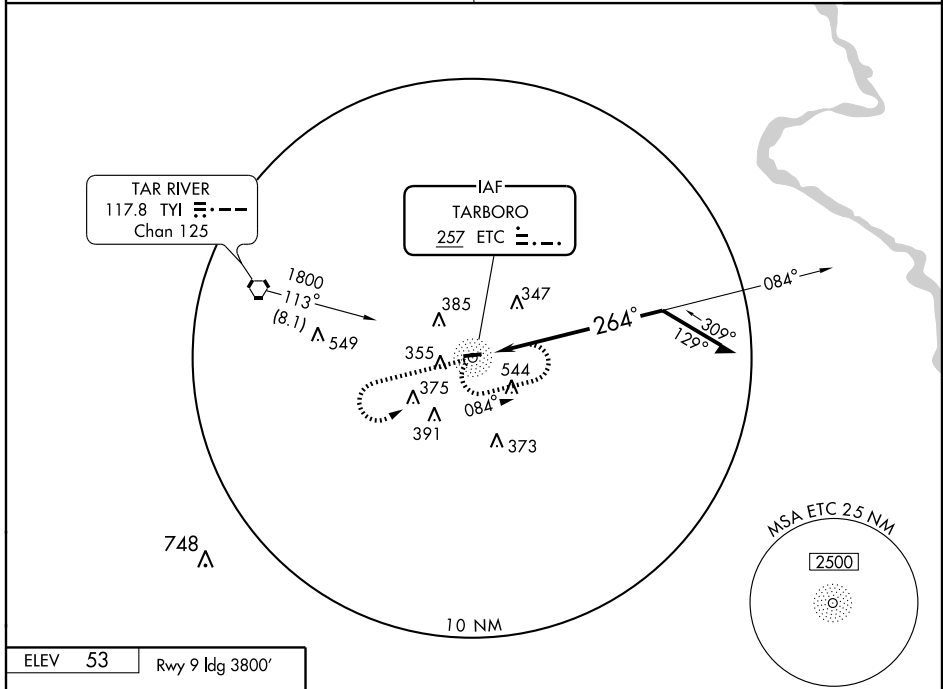 TAR RIVER
117.8 TYI
Chan 125
IAF
TARBORO
257 ETC
1800
113°
(8.1)
549
385
347
355
544
375
391
373
084°
264°
084°
309°
129°
748
10 NM
MSA ETC 25 NM
2500
ELEV 53
Rwy 9 ldg 3800'